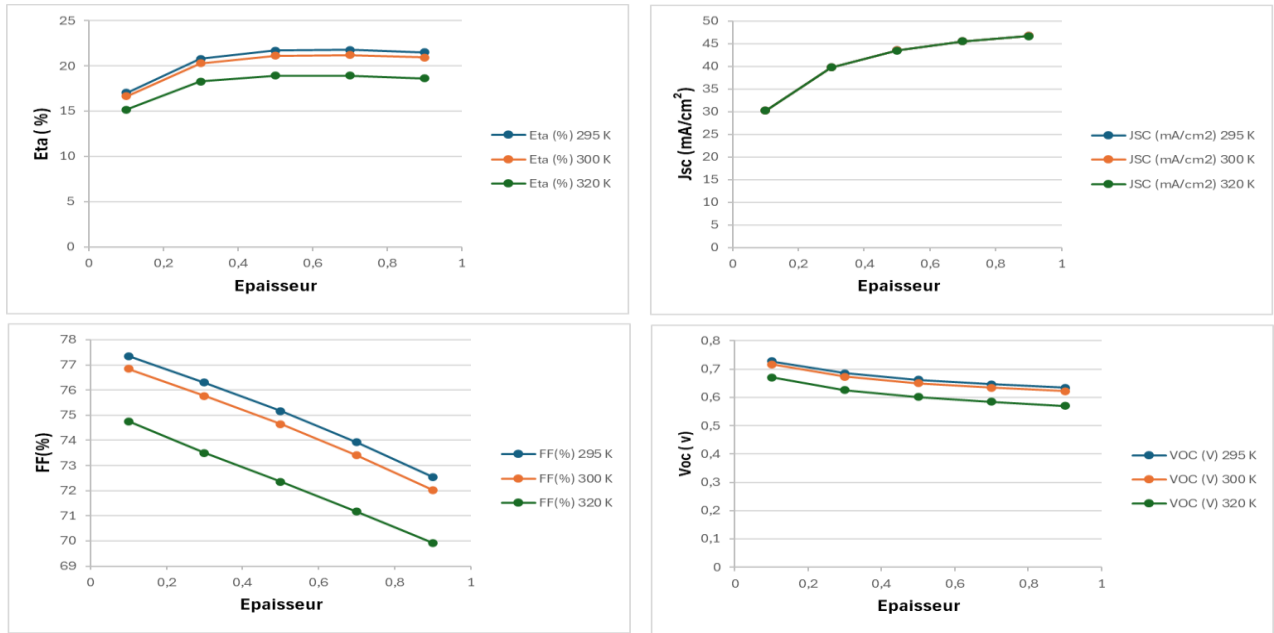 25
20
15
10
5
0
0 0,2 0,4 0,6 0,8 1
Eta ( %)
Epaisseur
Eta (%) 295 K
Eta (%) 300 K
Eta (%) 320 K
50
45
40
35
30
25
20
15
10
5
0
0 0,2 0,4 0,6 0,8 1
Jsc (mA/cm²)
Epaisseur
JSC (mA/cm2) 295 K
JSC (mA/cm2) 300 K
JSC (mA/cm2) 320 K
78
77
76
75
74
73
72
71
70
69
0 0,2 0,4 0,6 0,8 1
FF(%)
Epaisseur
FF(%) 295 K
FF(%) 300 K
FF(%) 320 K
0,8
0,7
0,6
0,5
0,4
0,3
0,2
0,1
0
0 0,2 0,4 0,6 0,8 1
Voc ( v)
Epaisseur
VOC (V) 295 K
VOC (V) 300 K
VOC (V) 320 K